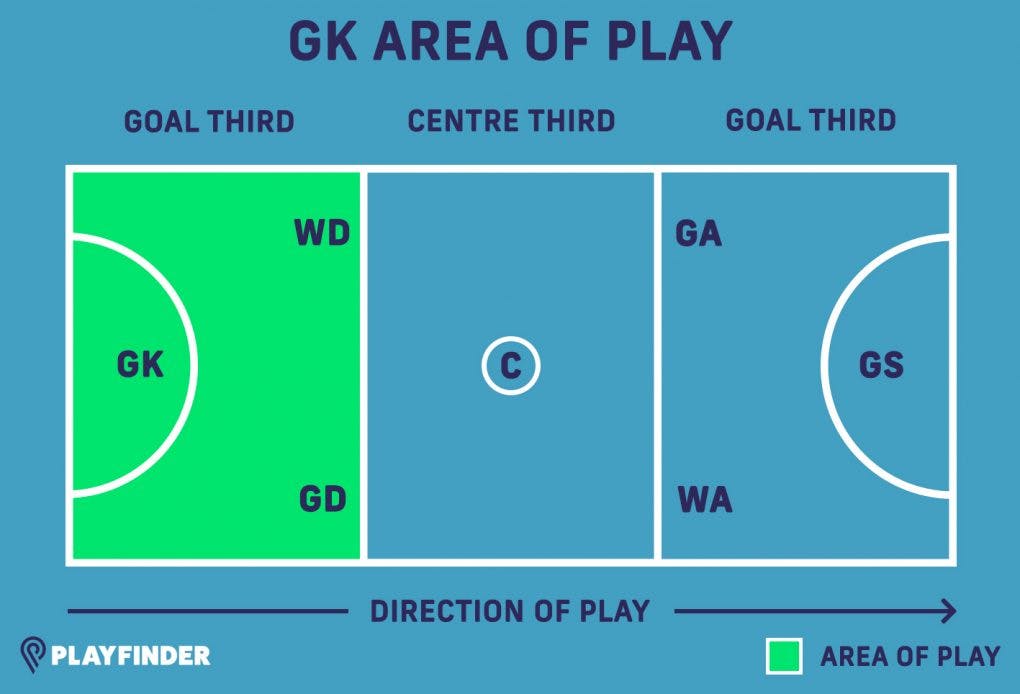 GK AREA OF PLAY
GOAL THIRD CENTRE THIRD GOAL THIRD
WD GA
GK C GS
GD WA
DIRECTION OF PLAY
PLAYFINDER AREA OF PLAY